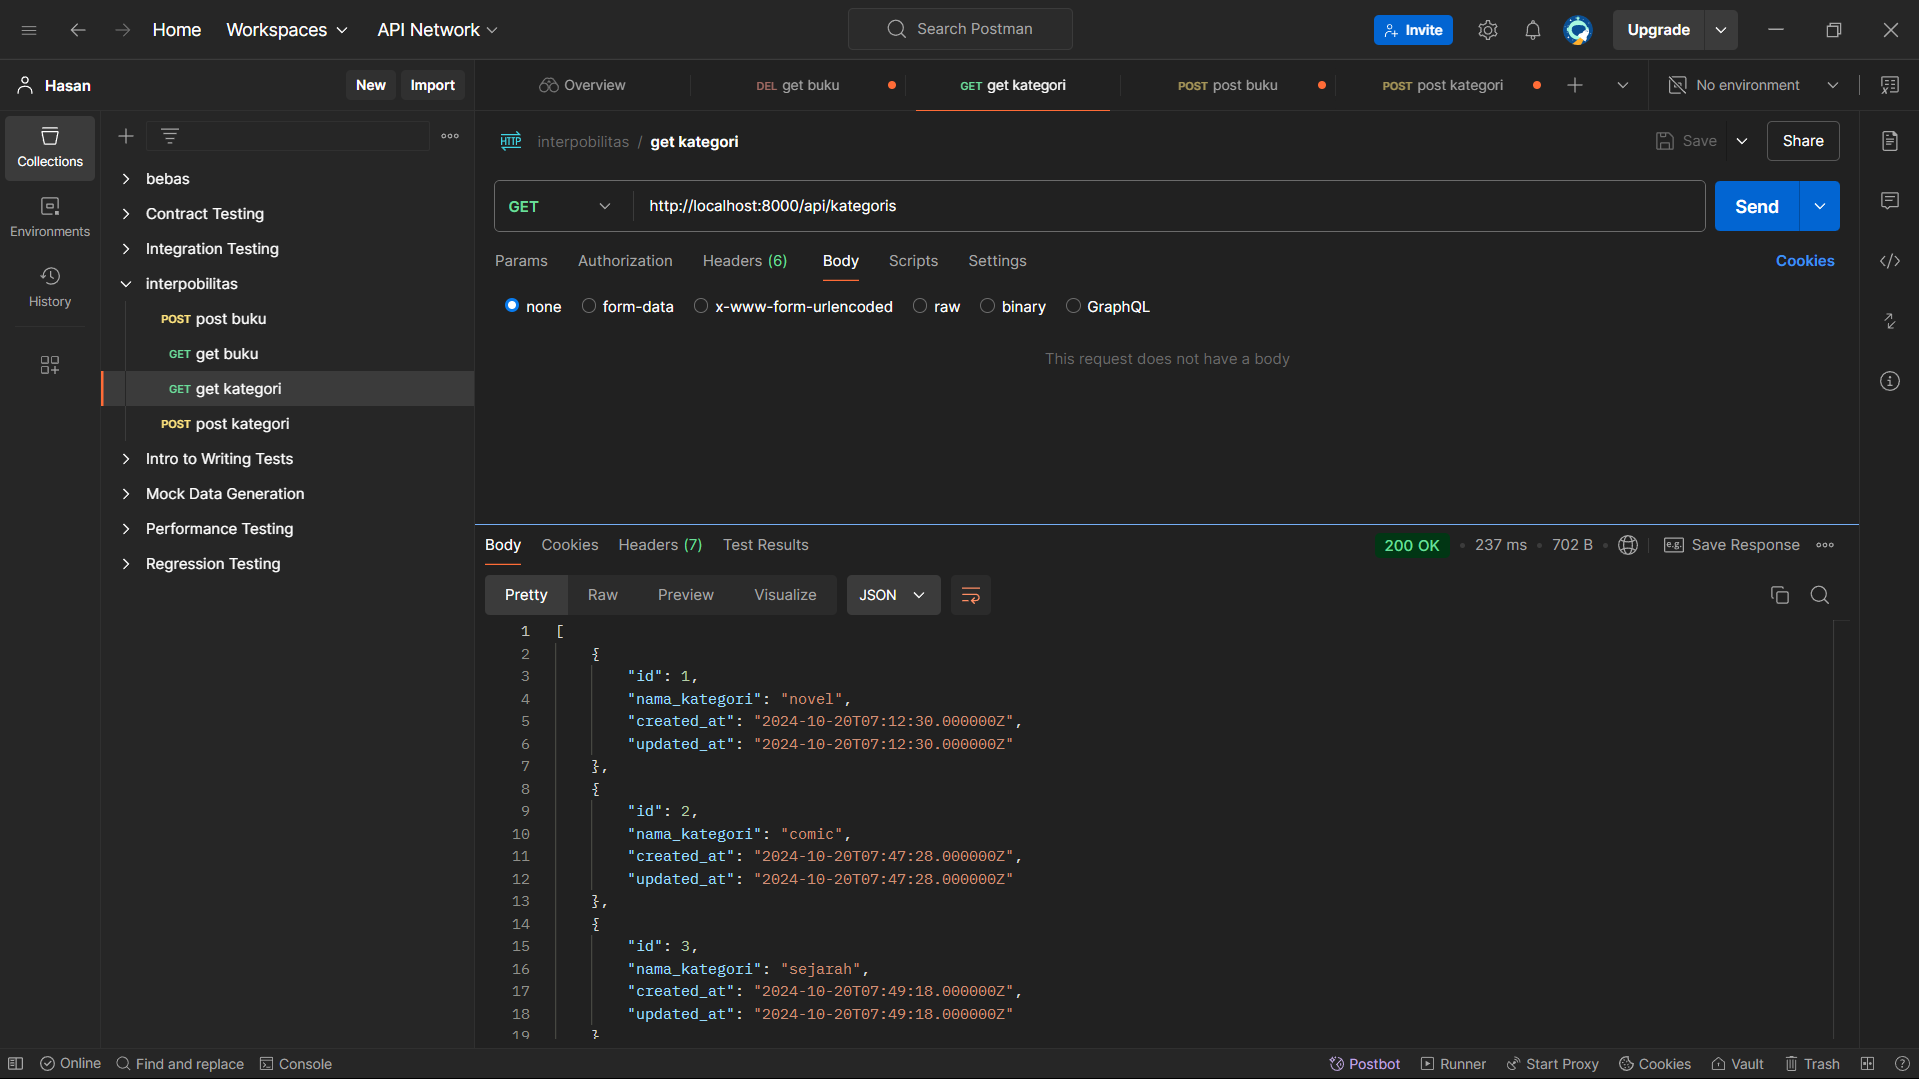 Home Workspaces API Network Search Postman Invite Upgrade
Hasan New Import Overview DEL get buku GET get kategori POST post buku POST post kategori No environment
Collections
Environments
History
bebas
Contract Testing
Integration Testing
interpobilitas
POST post buku
GET get buku
GET get kategori
POST post kategori
Intro to Writing Tests
Mock Data Generation
Performance Testing
Regression Testing
HTTP interpobilitas / get kategori Save Share
GET http://localhost:8000/api/kategoris Send
Params Authorization Headers (6) Body Scripts Settings Cookies
none form-data x-www-form-urlencoded raw binary GraphQL
This request does not have a body
Body Cookies Headers (7) Test Results 200 OK • 237 ms • 702 B • e.g. Save Response
Pretty Raw Preview Visualize JSON
1 [
2 {
3 "id": 1,
4 "nama_kategori": "novel",
5 "created_at": "2024-10-20T07:12:30.000000Z",
6 "updated_at": "2024-10-20T07:12:30.000000Z"
7 },
8 {
9 "id": 2,
10 "nama_kategori": "comic",
11 "created_at": "2024-10-20T07:47:28.000000Z",
12 "updated_at": "2024-10-20T07:47:28.000000Z"
13 },
14 {
15 "id": 3,
16 "nama_kategori": "sejarah",
17 "created_at": "2024-10-20T07:49:18.000000Z",
18 "updated_at": "2024-10-20T07:49:18.000000Z"
19 }
Online Find and replace Console Postbot Runner Start Proxy Cookies Vault Trash